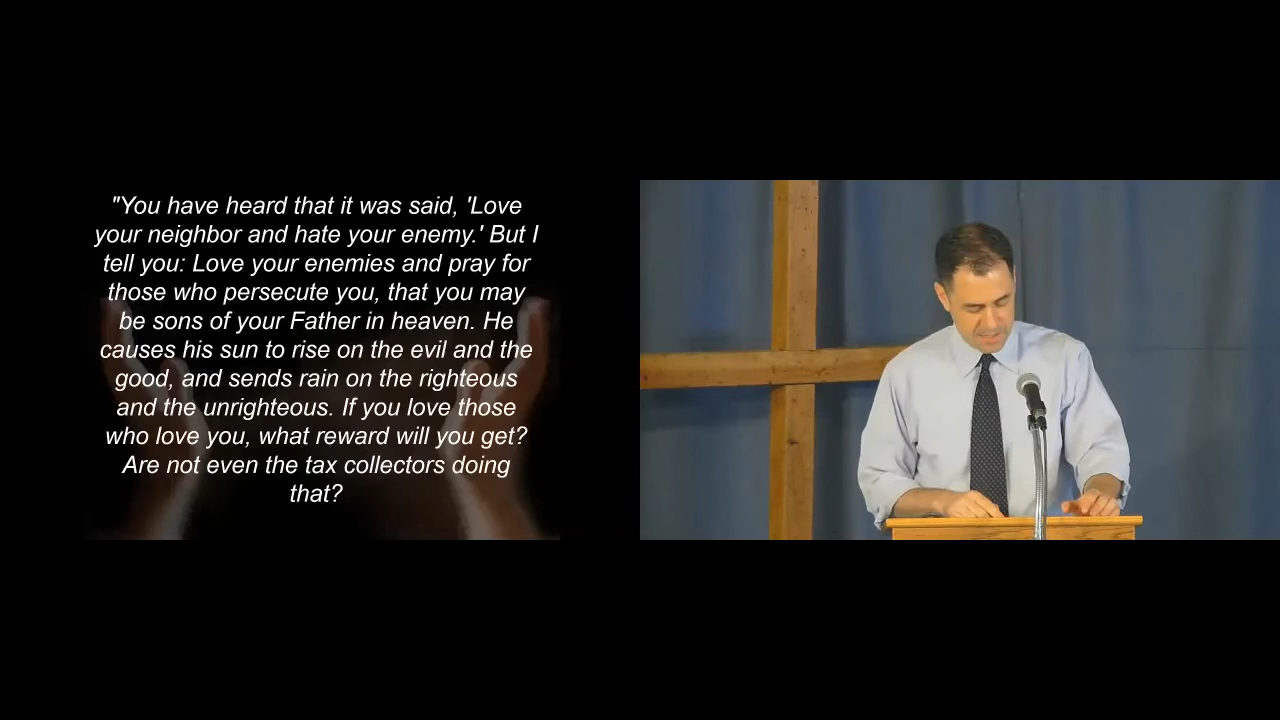 "You have heard that it was said, 'Love
your neighbor and hate your enemy.' But I
tell you: Love your enemies and pray for
those who persecute you, that you may
be sons of your Father in heaven. He
causes his sun to rise on the evil and the
good, and sends rain on the righteous
and the unrighteous. If you love those
who love you, what reward will you get?
Are not even the tax collectors doing
that?